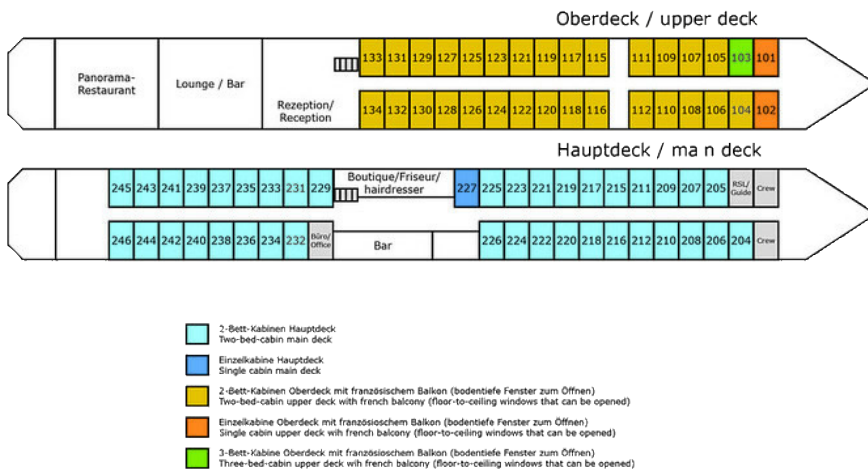 Oberdeck / upper deck
Panorama-
Restaurant
Lounge / Bar
Rezeption/
Reception
133 131 129 127 125 123 121 119 117 115 111 109 107 105 103 101
134 132 130 128 126 124 122 120 118 116 112 110 108 106 104 102
Hauptdeck / ma n deck
245 243 241 239 237 235 233 231 229
Boutique/Friseur/
hairdresser
227 225 223 221 219 217 215 211 209 207 205
RSL/
Guide
Crew
246 244 242 240 238 236 234 232
Büro/
Office
Bar
226 224 222 220 218 216 212 210 208 206 204
Crew
2-Bett-Kabinen Hauptdeck
Two-bed-cabin main deck
Einzelkabine Hauptdeck
Single cabin main deck
2-Bett-Kabinen Oberdeck mit französischem Balkon (bodentiefe Fenster zum Öffnen)
Two-bed-cabin upper deck with french balcony (floor-to-ceiling windows that can be opened)
Einzelkabine Oberdeck mit französioschem Balkon (bodentiefe Fenster zum Öffnen)
Single cabin upper deck wih french balcony (floor-to-ceiling windows that can be opened)
3-Bett-Kabine Oberdeck mit französischem Balkon (bodentiefe Fenster zum Öffnen)
Three-bed-cabin upper deck wih french balcony (floor-to-ceiling windows that can be opened)